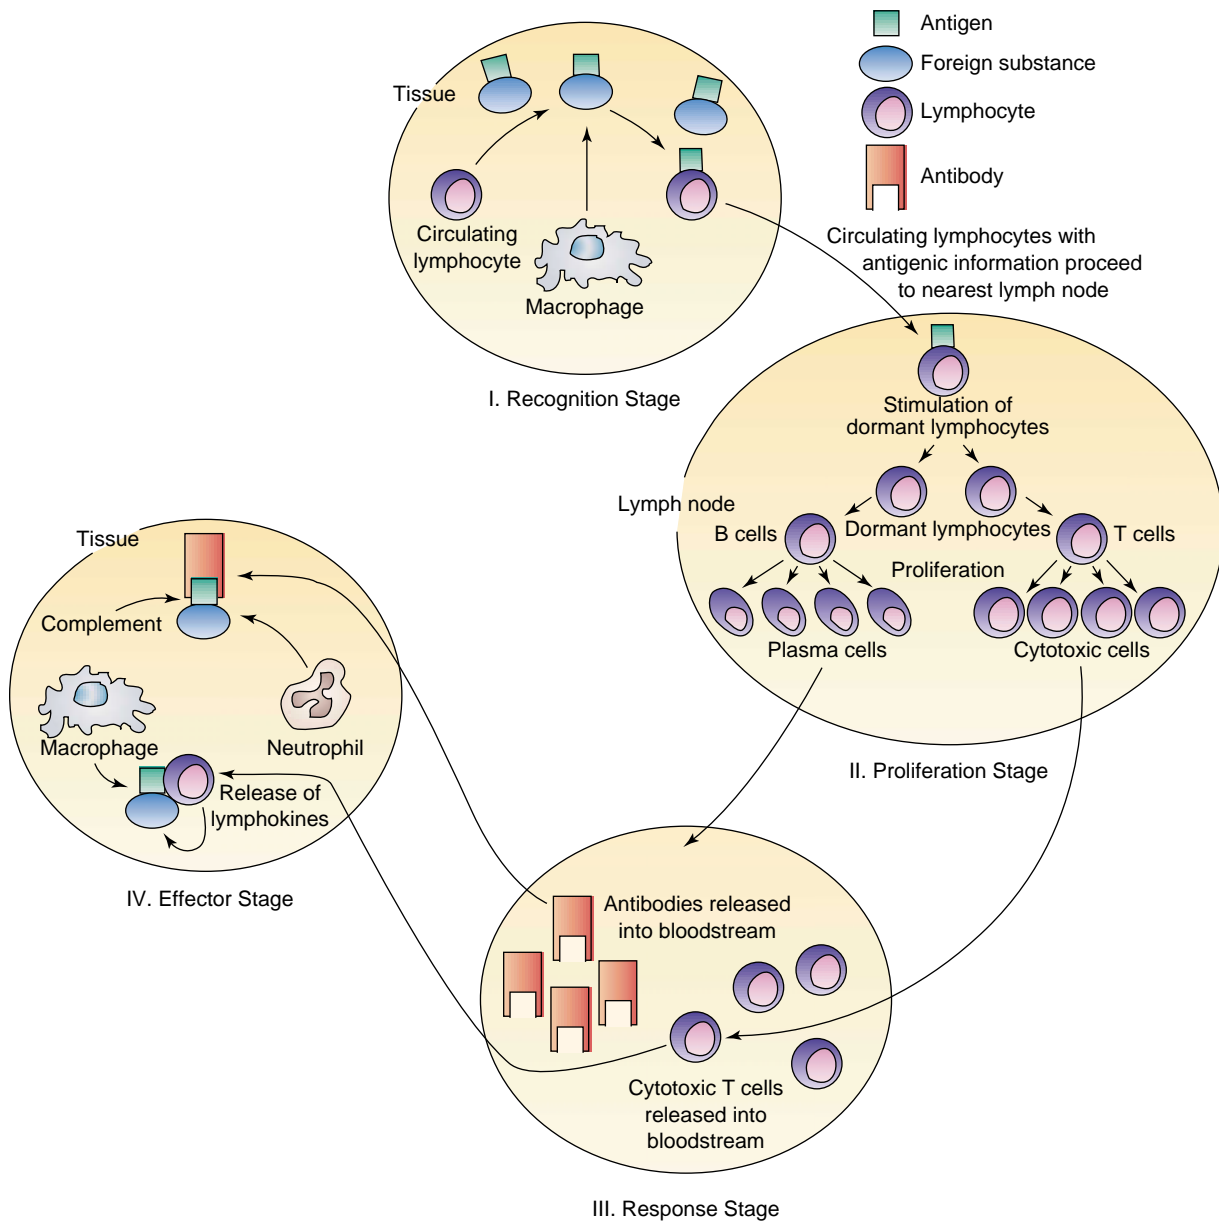 Antigen
Foreign substance
Lymphocyte
Antibody
Tissue
Circulating
lymphocyte
Macrophage
Circulating lymphocytes with
antigenic information proceed
to nearest lymph node
I. Recognition Stage
Stimulation of
dormant lymphocytes
Lymph node
B cells
Dormant lymphocytes
T cells
Proliferation
Plasma cells
Cytotoxic cells
II. Proliferation Stage
Tissue
Complement
Macrophage
Neutrophil
Release of
lymphokines
IV. Effector Stage
Antibodies released
into bloodstream
Cytotoxic T cells
released into
bloodstream
III. Response Stage